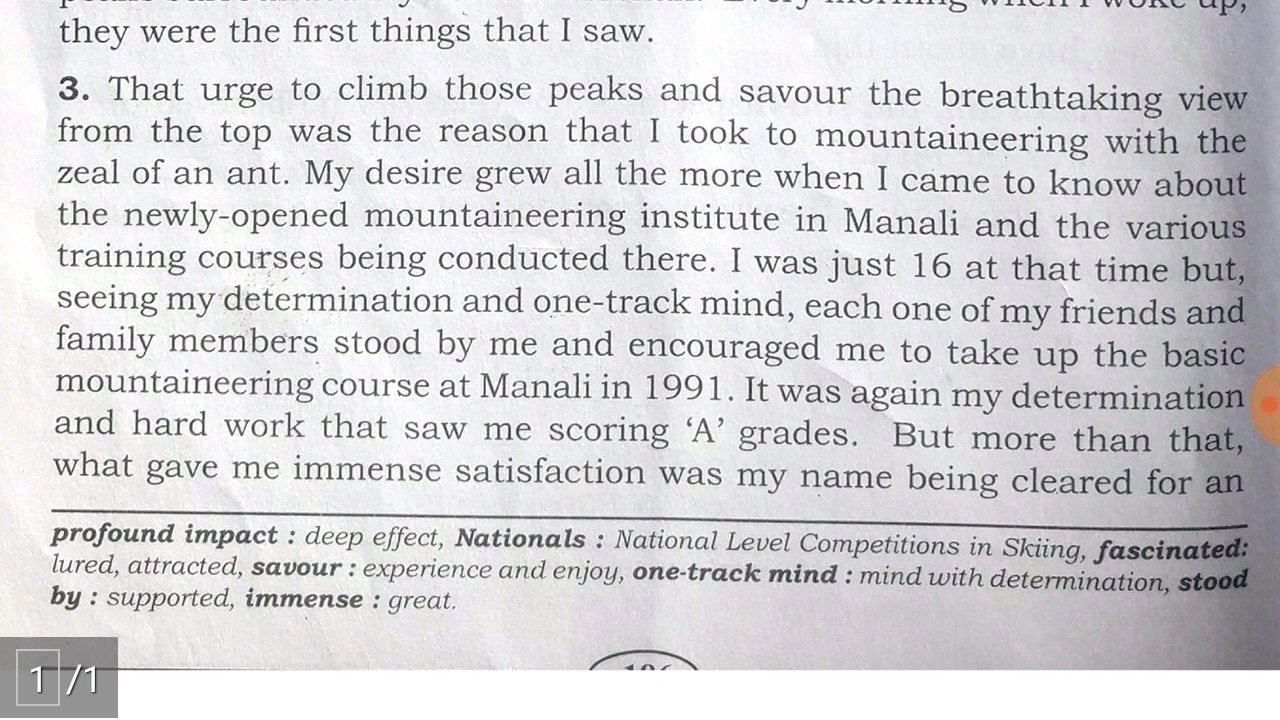 they were the first things that I saw.
3. That urge to climb those peaks and savour the breathtaking view
from the top was the reason that I took to mountaineering with the
zeal of an ant. My desire grew all the more when I came to know about
the newly-opened mountaineering institute in Manali and the various
training courses being conducted there. I was just 16 at that time but,
seeing my determination and one-track mind, each one of my friends and
family members stood by me and encouraged me to take up the basic
mountaineering course at Manali in 1991. It was again my determination
and hard work that saw me scoring ‘A’ grades. But more than that,
what gave me immense satisfaction was my name being cleared for an
profound impact : deep effect, Nationals : National Level Competitions in Skiing, fascinated:
lured, attracted, savour : experience and enjoy, one-track mind : mind with determination, stood
by : supported, immense : great.
1 /1